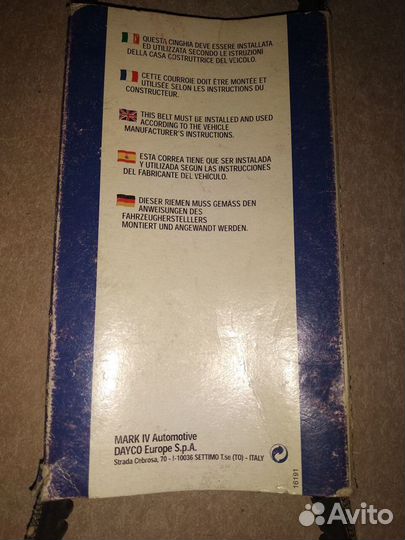 QUESTA CINGHIA DEVE ESSERE INSTALLATA
ED UTILIZZATA SECONDO LE ISTRUZIONI
DELLA CASA COSTRUTTRICE DEL VEICOLO.
CETTE COURROIE DOIT ÊTRE MONTÉE ET
UTILISÉE SELON LES INSTRUCTIONS DU
CONSTRUCTEUR.
THIS BELT MUST BE INSTALLED AND USED
ACCORDING TO THE VEHICLE
MANUFACTURER'S INSTRUCTIONS.
ESTA CORREA TIENE QUE SER INSTALADA
Y UTILIZADA SEGÚN LAS INSTRUCCIONES
DEL FABRICANTE DEL VEHÍCULO.
DIESER RIEMEN MUSS GEMÄSS DEN
ANWEISUNGEN DES
FAHRZEUGHERSTELLLERS
MONTIERT UND ANGEWANDT WERDEN.
MARK IV Automotive
DAYCO Europe S.p.A.
Strada Cebrosa, 70 - I-10036 SETTIMO T.se (TO) - ITALY
16191
Avito